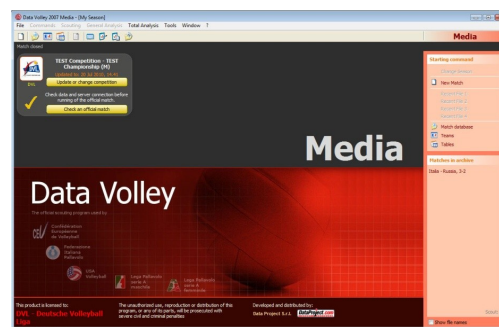 Data Volley 2007 Media - [My Season]
File Commands Scouting General Analysis Total Analysis Tools Window ?
Media
Match closed
TEST Competition - TEST
Championship (M)
DVL
Update or change competition
Check data and server connection before
running of the official match.
Check an official match
Starting command
New Match
Match database
Teams
Tables
Matches in archive
Italia - Russia, 3-2
Media
Data Volley
The official scouting program used by
CEV
Confédération
Européenne
de Volleyball
Federazione
Italiana
Pallavolo
USA
Volleyball
Lega Pallavolo
serie A
maschile
Lega Pallavolo
serie A
femminile
This product is licensed to:
DVL - Deutsche Volleyball
Liga
The unauthorized use, reproduction or distribution of this
program, or any of its parts, will be prosecuted with
severe civil and criminal penalties
Developed and distributed by:
Data Project S.r.l. DataProject.com
Show file names